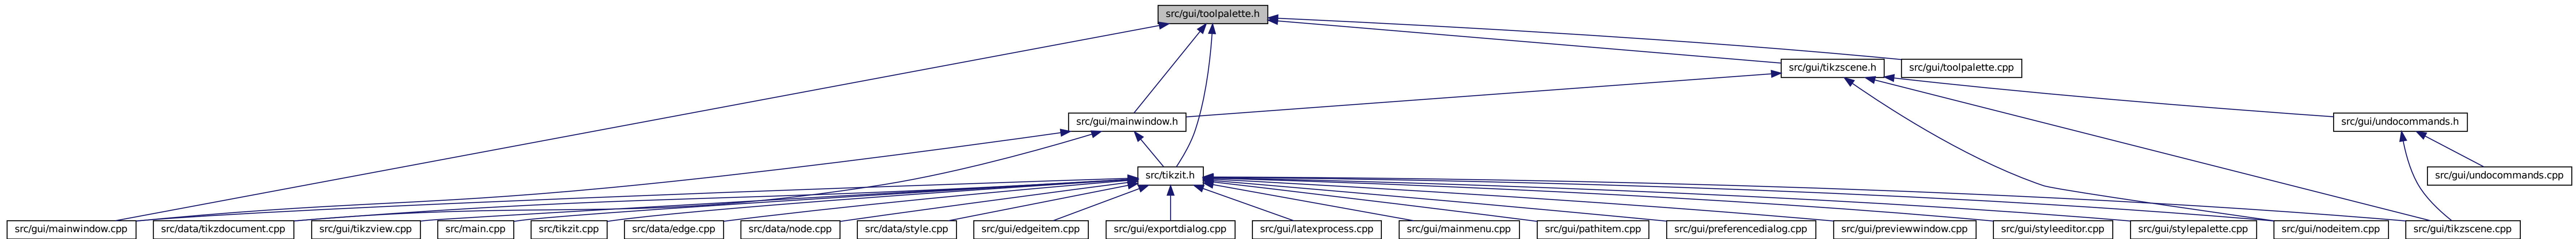 src/gui/toolpalette.h
src/gui/tikzscene.h
src/gui/toolpalette.cpp
src/gui/mainwindow.h
src/gui/undocommands.h
src/tikzit.h
src/gui/undocommands.cpp
src/gui/mainwindow.cpp
src/data/tikzdocument.cpp
src/gui/tikzview.cpp
src/main.cpp
src/tikzit.cpp
src/data/edge.cpp
src/data/node.cpp
src/data/style.cpp
src/gui/edgeitem.cpp
src/gui/exportdialog.cpp
src/gui/latexprocess.cpp
src/gui/mainmenu.cpp
src/gui/pathitem.cpp
src/gui/preferencedialog.cpp
src/gui/previewwindow.cpp
src/gui/styleeditor.cpp
src/gui/stylepalette.cpp
src/gui/nodeitem.cpp
src/gui/tikzscene.cpp